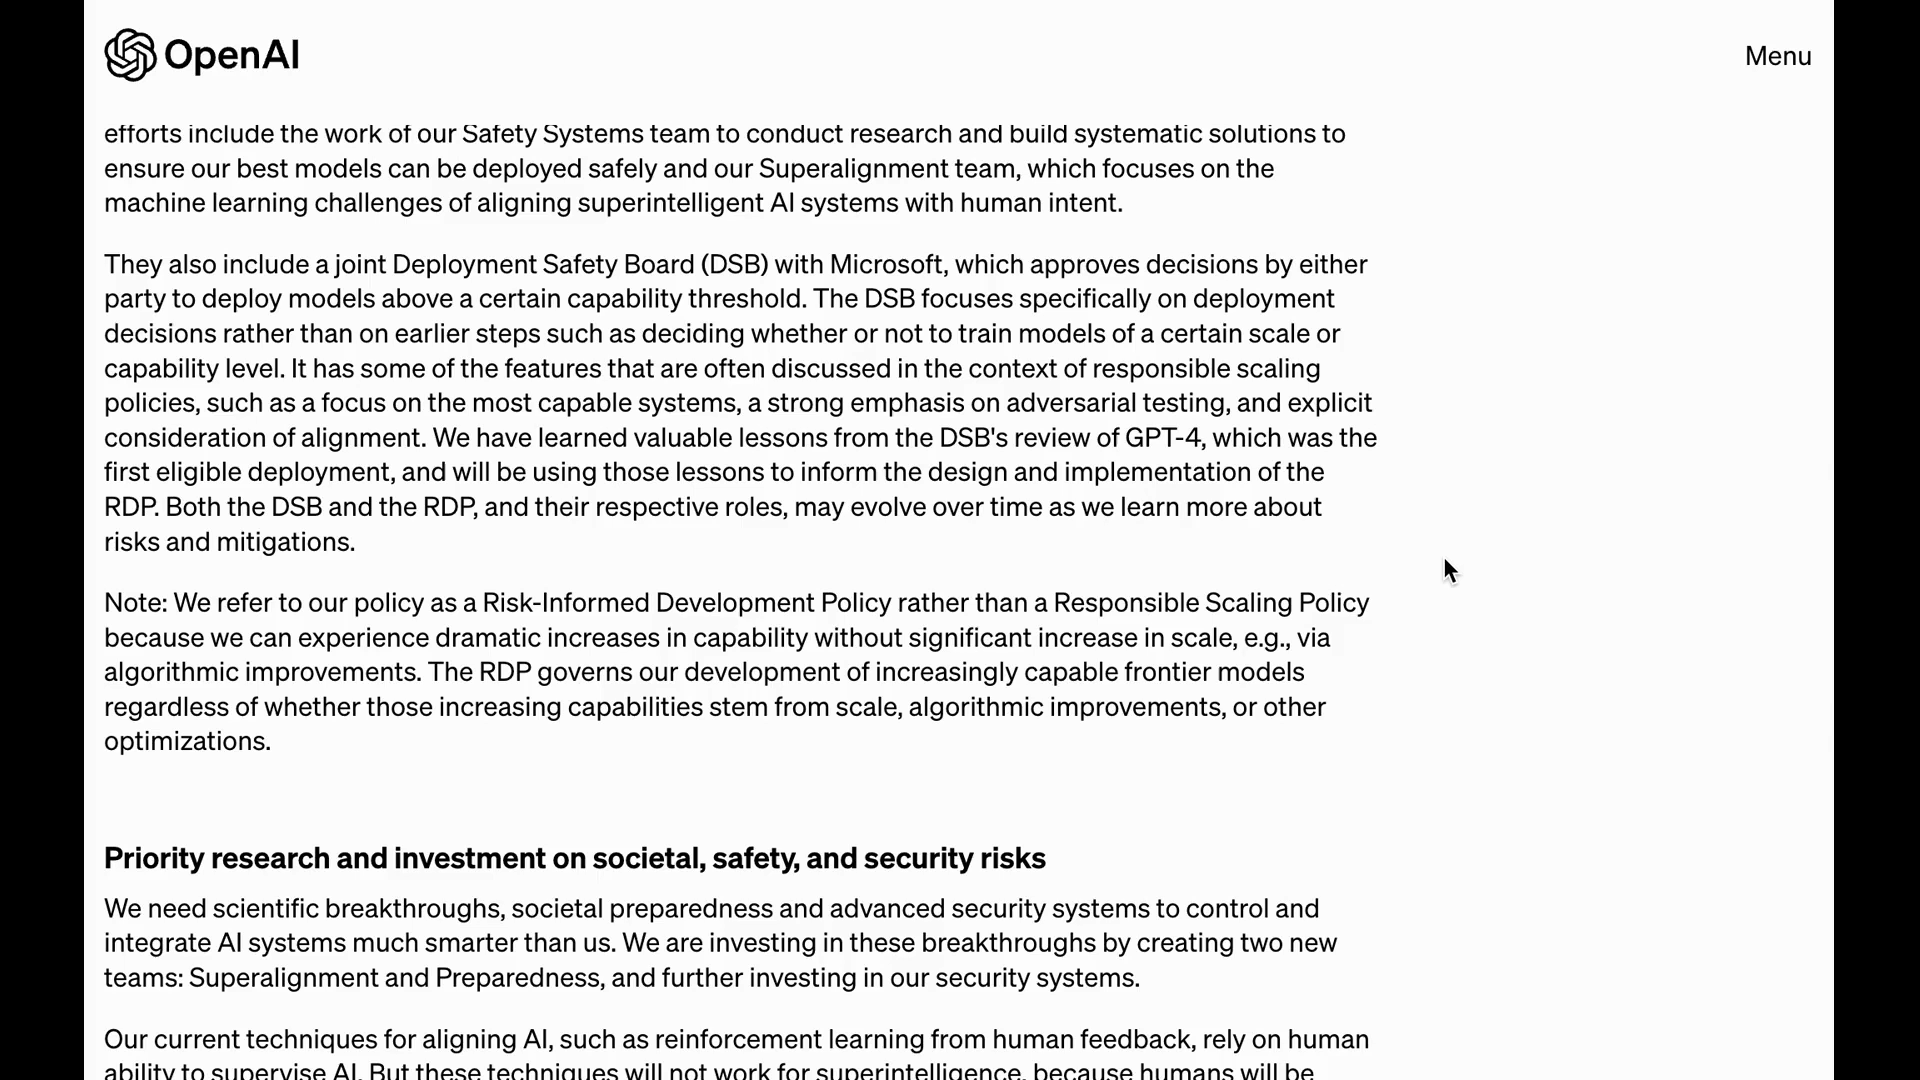 OpenAI
Menu
efforts include the work of our Safety Systems team to conduct research and build systematic solutions to
ensure our best models can be deployed safely and our Superalignment team, which focuses on the
machine learning challenges of aligning superintelligent AI systems with human intent.
They also include a joint Deployment Safety Board (DSB) with Microsoft, which approves decisions by either
party to deploy models above a certain capability threshold. The DSB focuses specifically on deployment
decisions rather than on earlier steps such as deciding whether or not to train models of a certain scale or
capability level. It has some of the features that are often discussed in the context of responsible scaling
policies, such as a focus on the most capable systems, a strong emphasis on adversarial testing, and explicit
consideration of alignment. We have learned valuable lessons from the DSB's review of GPT-4, which was the
first eligible deployment, and will be using those lessons to inform the design and implementation of the
RDP. Both the DSB and the RDP, and their respective roles, may evolve over time as we learn more about
risks and mitigations.
Note: We refer to our policy as a Risk-Informed Development Policy rather than a Responsible Scaling Policy
because we can experience dramatic increases in capability without significant increase in scale, e.g., via
algorithmic improvements. The RDP governs our development of increasingly capable frontier models
regardless of whether those increasing capabilities stem from scale, algorithmic improvements, or other
optimizations.
Priority research and investment on societal, safety, and security risks
We need scientific breakthroughs, societal preparedness and advanced security systems to control and
integrate AI systems much smarter than us. We are investing in these breakthroughs by creating two new
teams: Superalignment and Preparedness, and further investing in our security systems.
Our current techniques for aligning AI, such as reinforcement learning from human feedback, rely on human
ability to supervise AI. But these techniques will not work for superintelligence, because humans will be